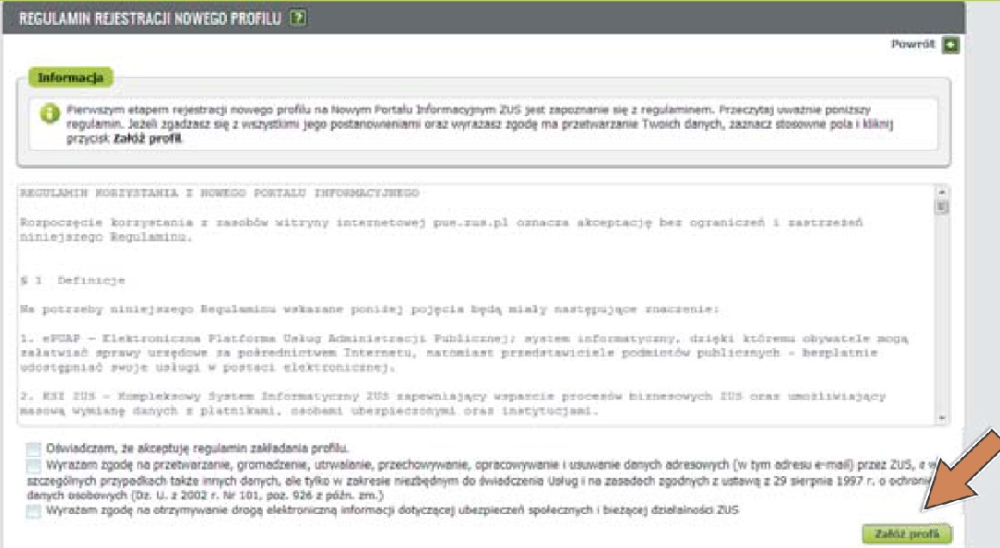 REGULAMIN REJESTRACJI NOWEGO PROFILU ?
Powrót
Informacja
Pierwszym etapem rejestracji nowego profilu na Nowym Portalu Informacyjnym ZUS jest zapoznanie się z regulaminem. Przeczytaj uważnie poniższy
regulamin. Jeżeli zgadzasz się z wszystkimi jego postanowieniami oraz wyrażasz zgodę na przetwarzanie Twoich danych, zaznacz stosowne pola i kliknij
przycisk Załóż profil.
REGULAMIN KORZYSTANIA Z NOWEGO PORTALU INFORMACYJNEGO
Rozpoczęcie korzystania z zasobów witryny internetowej pue.zus.pl oznacza akceptację bez ograniczeń i zastrzeżeń
niniejszego Regulaminu.
§ 1 Definicje
Na potrzeby niniejszego Regulaminu wskazane poniżej pojęcia będą miały następujące znaczenie:
1. ePUAP - Elektroniczna Platforma Usług Administracji Publicznej; system informatyczny, dzięki któremu obywatele mogą
załatwiać sprawy urzędowe za pośrednictwem Internetu, natomiast przedstawiciele podmiotów publicznych - bezpłatnie
udostępniać swoje usługi w postaci elektronicznej.
2. KSI ZUS - Kompleksowy System Informatyczny ZUS zapewniający wsparcie procesów biznesowych ZUS oraz umożliwiający
masową wymianę danych z płatnikami, osobami ubezpieczonymi oraz instytucjami.
Oświadczam, że akceptuję regulamin zakładania profilu.
Wyrażam zgodę na przetwarzanie, gromadzenie, utrwalanie, przechowywanie, opracowywanie i usuwanie danych adresowych (w tym adresu e-mail) przez ZUS, a w
szczególnych przypadkach także innych danych, ale tylko w zakresie niezbędnym do świadczenia Usług i na zasadach zgodnych z ustawą z 29 sierpnia 1997 r. o ochronie
danych osobowych (Dz. U. z 2002 r. Nr 101, poz. 926 z późn. zm.)
Wyrażam zgodę na otrzymywanie drogą elektroniczną informacji dotyczącej ubezpieczeń społecznych i bieżącej działalności ZUS
Załóż profil